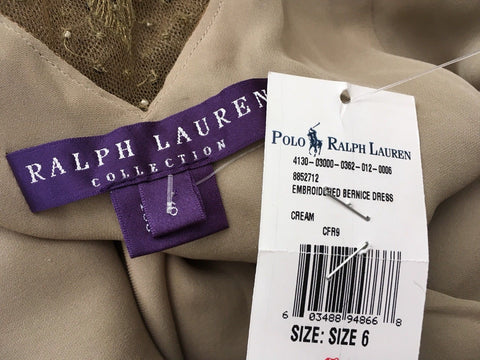 RALPH LAUREN
COLLECTION
6
POLO RALPH LAUREN
4130-03000-0362-012-0006
8852712
EMBROIDERED BERNICE DRESS
CREAM CFR9
6 03488 94866 8
SIZE: SIZE 6